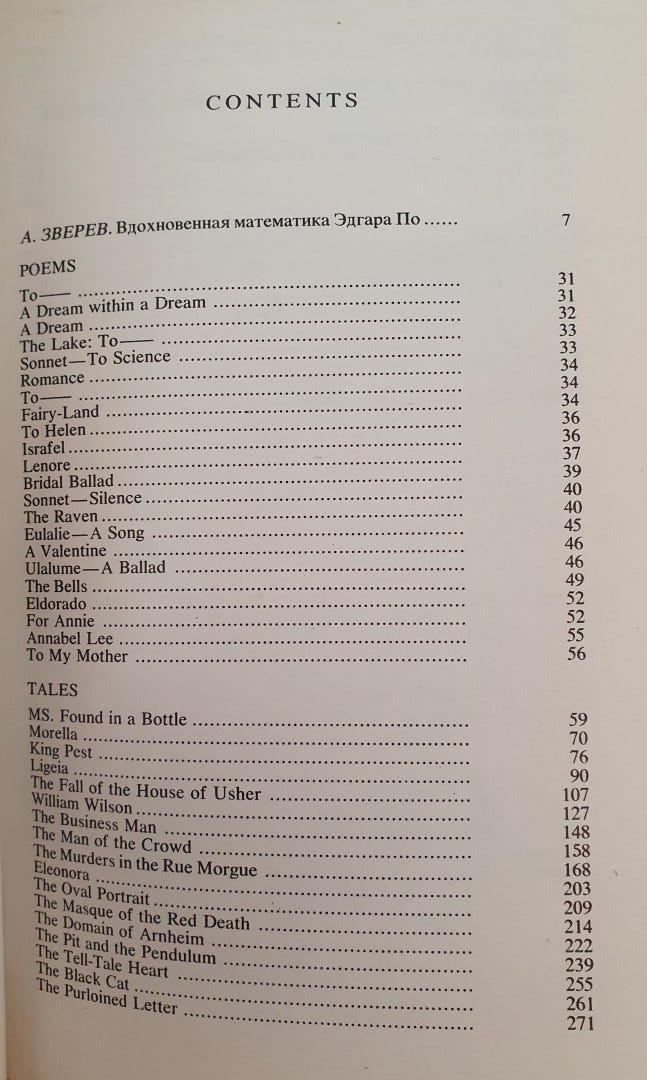 CONTENTS
А. ЗВЕРЕВ. Вдохновенная математика Эдгара По ...... 7
POEMS
To—— ...... 31
A Dream within a Dream ...... 31
A Dream ...... 32
The Lake: To—— ...... 33
Sonnet—To Science ...... 33
Romance ...... 34
To—— ...... 34
Fairy-Land ...... 34
To Helen ...... 36
Israfel ...... 36
Lenore ...... 37
Bridal Ballad ...... 39
Sonnet—Silence ...... 40
The Raven ...... 40
Eulalie—A Song ...... 45
A Valentine ...... 46
Ulalume—A Ballad ...... 46
The Bells ...... 49
Eldorado ...... 52
For Annie ...... 52
Annabel Lee ...... 55
To My Mother ...... 56
TALES
MS. Found in a Bottle ...... 59
Morella ...... 70
King Pest ...... 76
Ligeia ...... 90
The Fall of the House of Usher ...... 107
William Wilson ...... 127
The Business Man ...... 148
The Man of the Crowd ...... 158
The Murders in the Rue Morgue ...... 168
Eleonora ...... 203
The Oval Portrait ...... 209
The Masque of the Red Death ...... 214
The Domain of Arnheim ...... 222
The Pit and the Pendulum ...... 239
The Tell-Tale Heart ...... 255
The Black Cat ...... 261
The Purloined Letter ...... 271